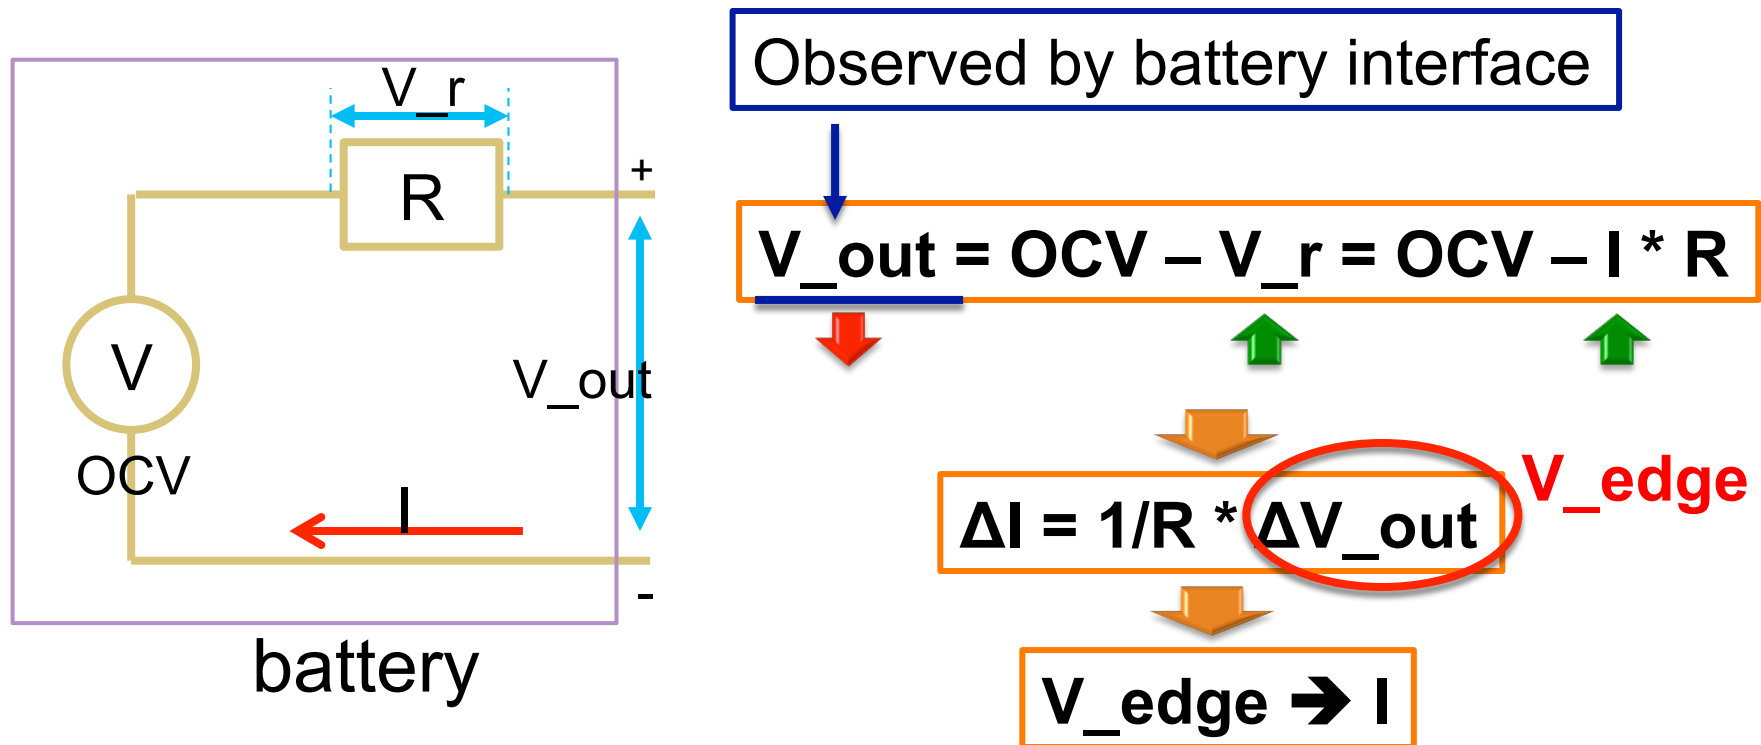 V_r
R
+
V
OCV
V_out
I
-
battery
Observed by battery interface
V_out = OCV – V_r = OCV – I * R
ΔI = 1/R * ΔV_out
V_edge
V_edge ➔ I